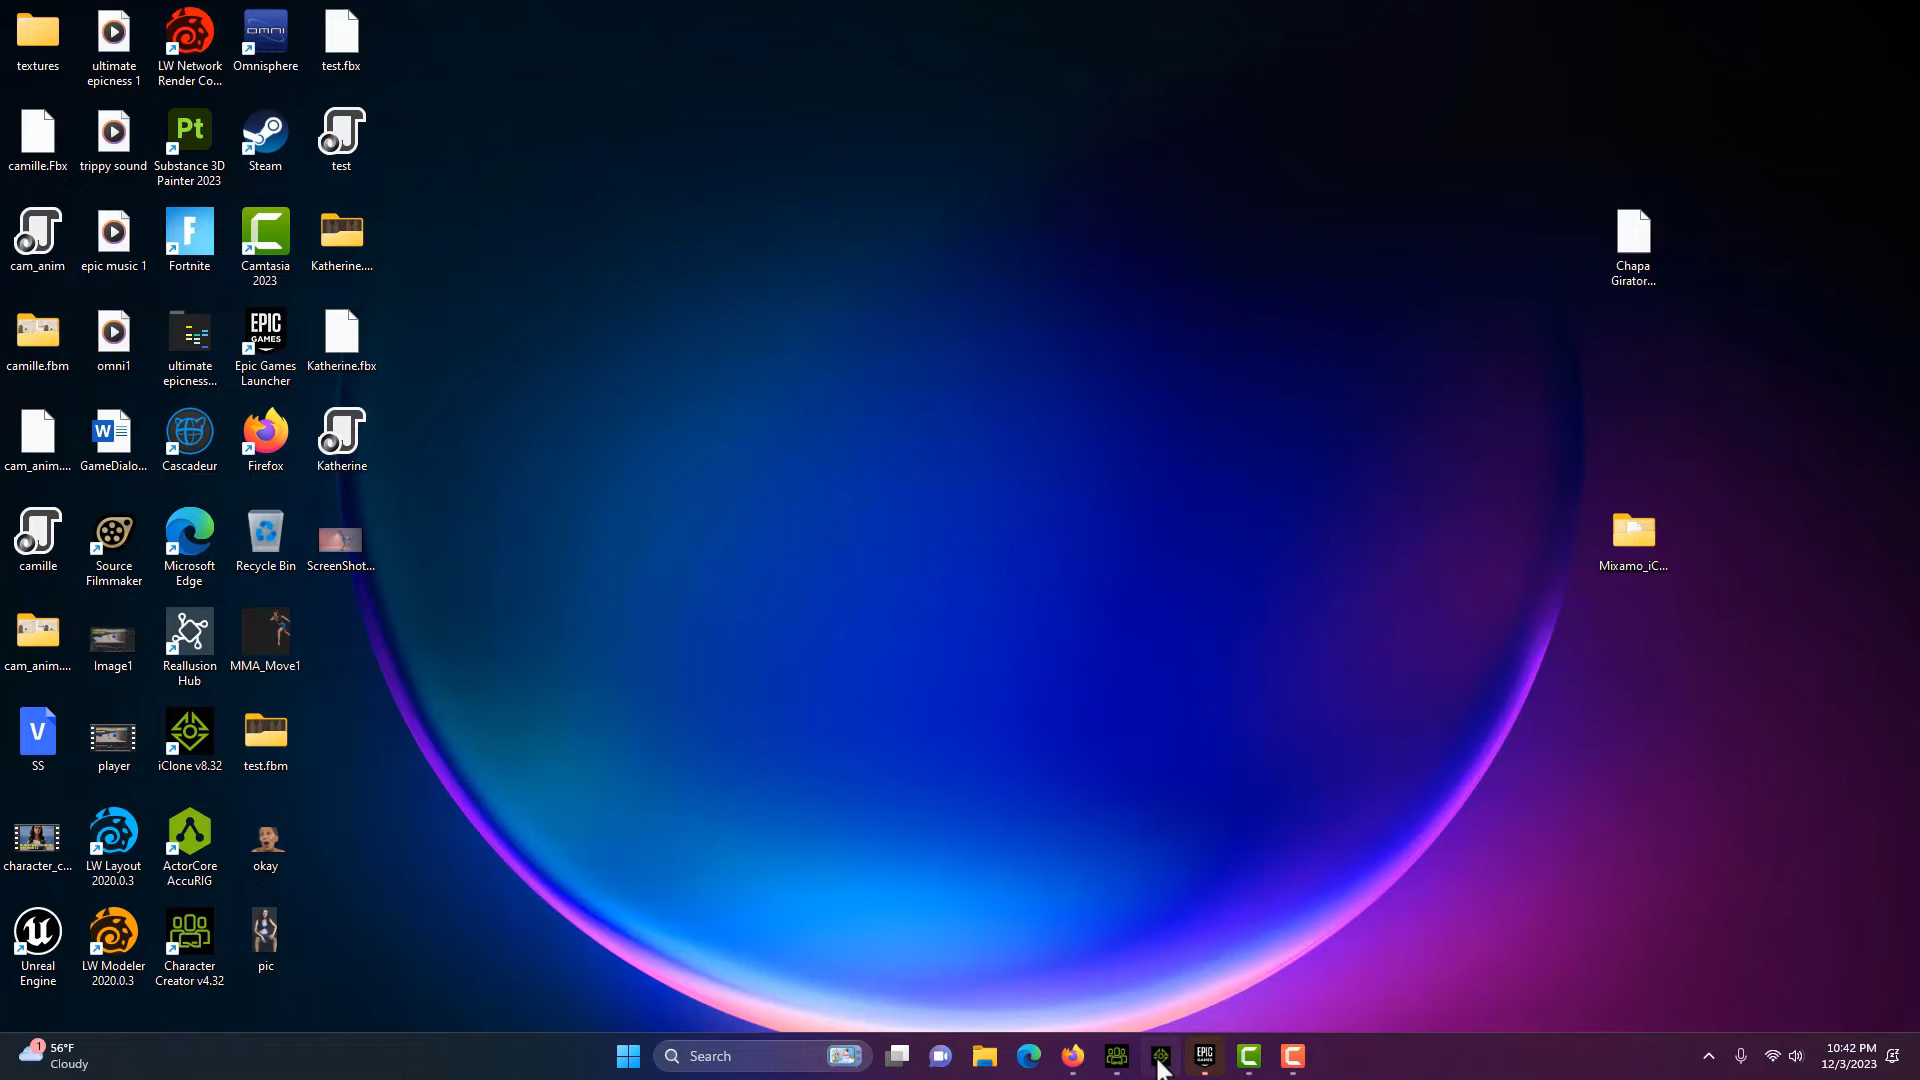 textures
ultimate
epicness 1
LW Network
Render Co...
OMNI
Omnisphere
test.fbx
camille.Fbx
trippy sound
Pt
Substance 3D
Painter 2023
Steam
test
cam_anim
epic music 1
F
Fortnite
C
Camtasia
2023
Katherine....
camille.fbm
omni1
ultimate
epicness...
EPIC
GAMES
Epic Games
Launcher
Katherine.fbx
cam_anim....
W
GameDialo...
Cascadeur
Firefox
Katherine
camille
Source
Filmmaker
Microsoft
Edge
Recycle Bin
ScreenShot...
cam_anim....
Image1
Reallusion
Hub
MMA_Move1
V
SS
player
iClone v8.32
test.fbm
character_c...
LW Layout
2020.0.3
ActorCore
AccuRIG
okay
Unreal
Engine
LW Modeler
2020.0.3
Character
Creator v4.32
pic
Chapa
Girator...
Mixamo_iC...
1
56°F
Cloudy
Search
EPIC
GAMES
C
C
10:42 PM
12/3/2023